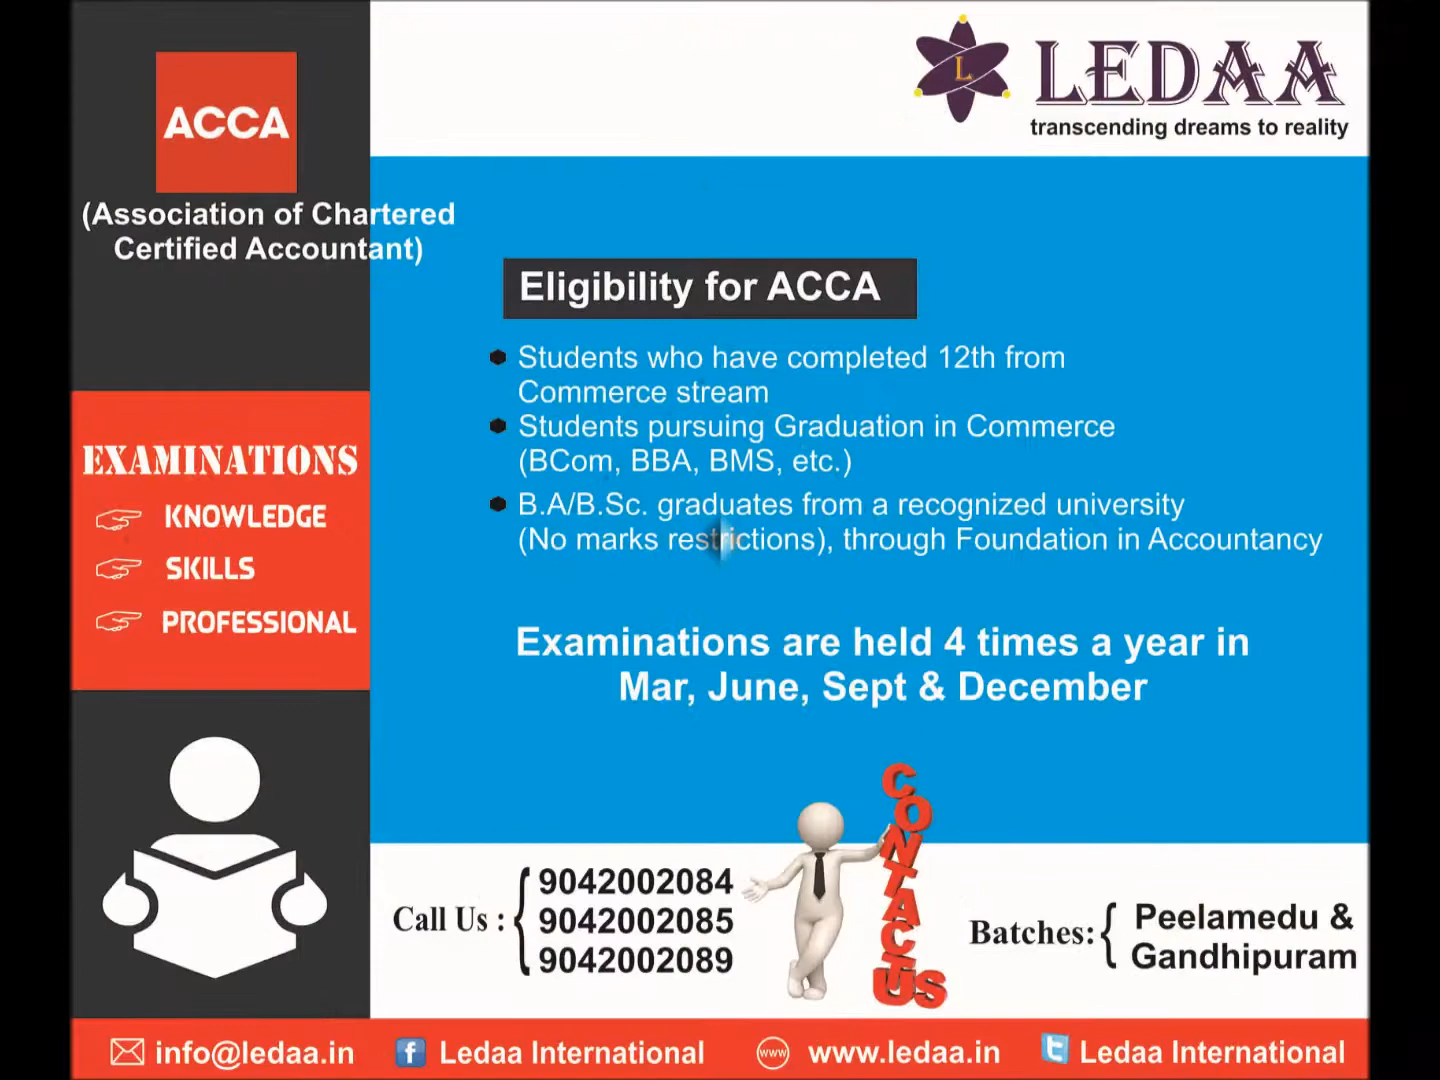 ACCA
(Association of Chartered
Certified Accountant)
L
LEDAA
transcending dreams to reality
Eligibility for ACCA
Students who have completed 12th from
Commerce stream
Students pursuing Graduation in Commerce
(BCom, BBA, BMS, etc.)
B.A/B.Sc. graduates from a recognized university
(No marks restrictions), through Foundation in Accountancy
Examinations are held 4 times a year in
Mar, June, Sept & December
EXAMINATIONS
KNOWLEDGE
SKILLS
PROFESSIONAL
Call Us :
9042002084
9042002085
9042002089
CONTACT
US
Batches:
Peelamedu &
Gandhipuram
info@ledaa.in
f
Ledaa International
www
www.ledaa.in
t
Ledaa International